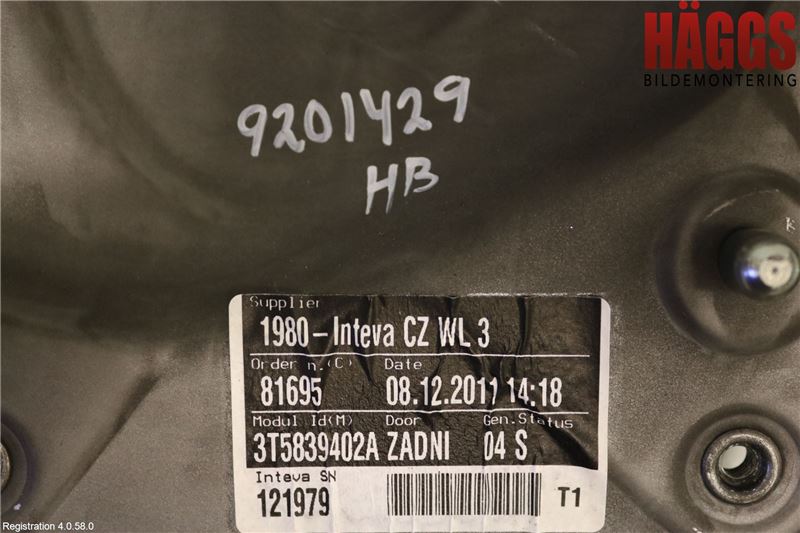 HÄGGS
BILDEMONTERING
9201429
HB
Supplier
1980-Inteva CZ WL 3
Order n.(C) Date
81695 08.12.2011 14:18
Modul Id(M) Door Gen.Status
3T5839402A ZADNI 04 S
Inteva SN
121979 T1
Registration 4.0.58.0